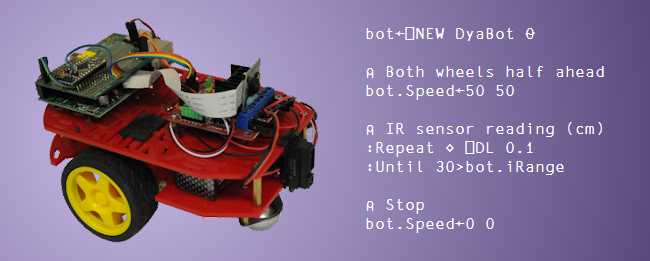 bot←⎕NEW DyaBot ⍬
⍝ Both wheels half ahead
bot.Speed←50 50
⍝ IR sensor reading (cm)
:Repeat ⋄ ⎕DL 0.1
:Until 30>bot.iRange
⍝ Stop
bot.Speed←0 0